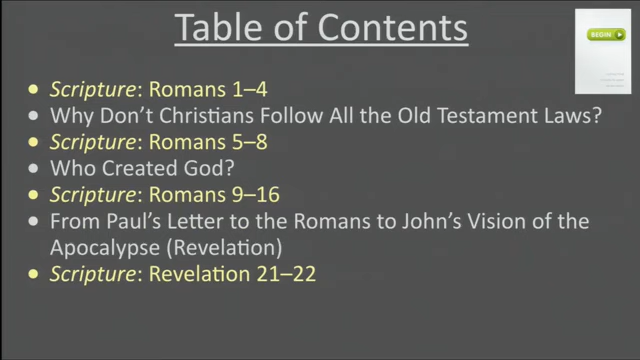 Table of Contents
BEGIN
• Scripture: Romans 1–4
• Why Don't Christians Follow All the Old Testament Laws?
• Scripture: Romans 5–8
• Who Created God?
• Scripture: Romans 9–16
• From Paul's Letter to the Romans to John's Vision of the
Apocalypse (Revelation)
• Scripture: Revelation 21–22